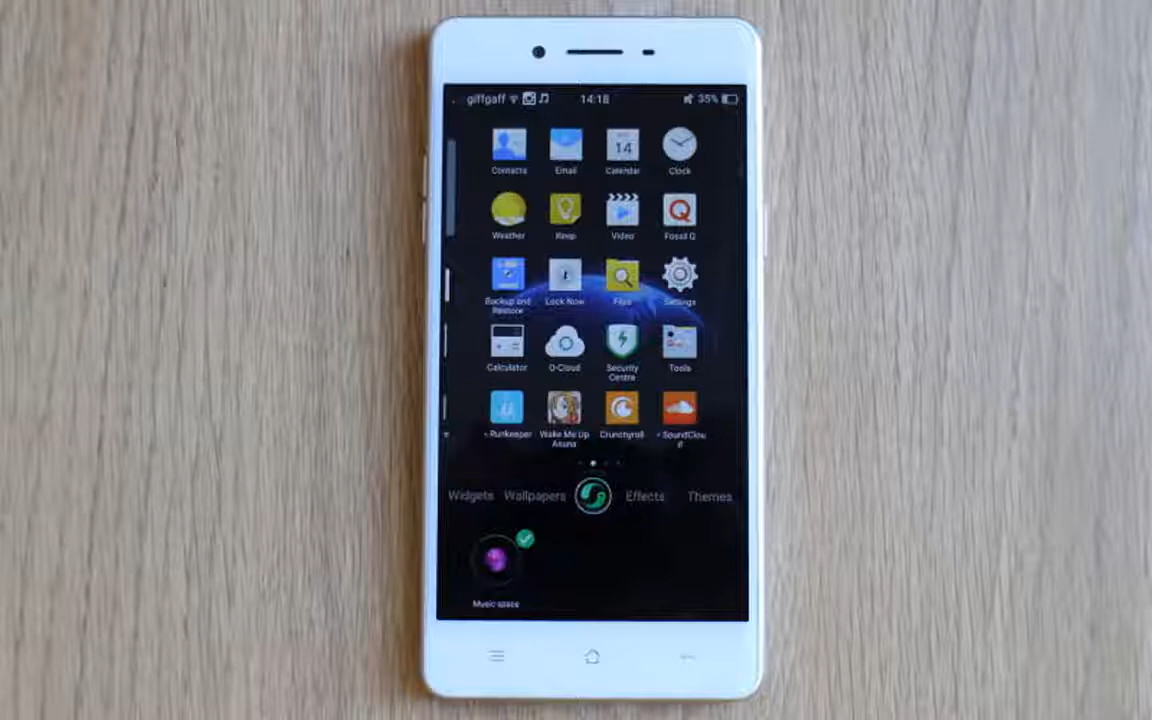 giffgaff 14:18 35%
14
Contacts Email Calendar Clock
Weather Keep Video Fossil Q
Backup and Restore Lock Now Files Settings
Calculator O-Cloud Security Centre Tools
Runkeeper Wake Me Up Asuna Crunchyroll SoundCloud
Widgets Wallpapers Effects Themes
Music space